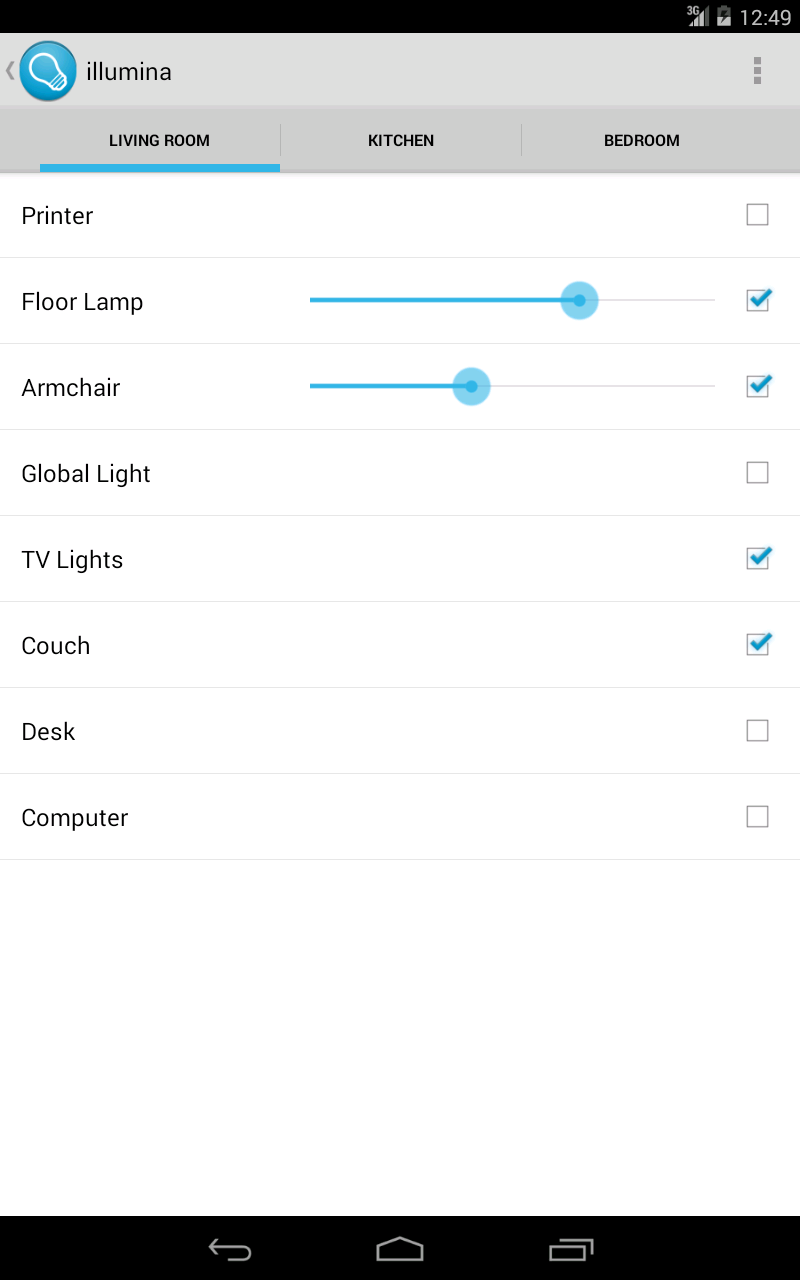 3G 12:49
illumina
LIVING ROOM KITCHEN BEDROOM
Printer
Floor Lamp
Armchair
Global Light
TV Lights
Couch
Desk
Computer